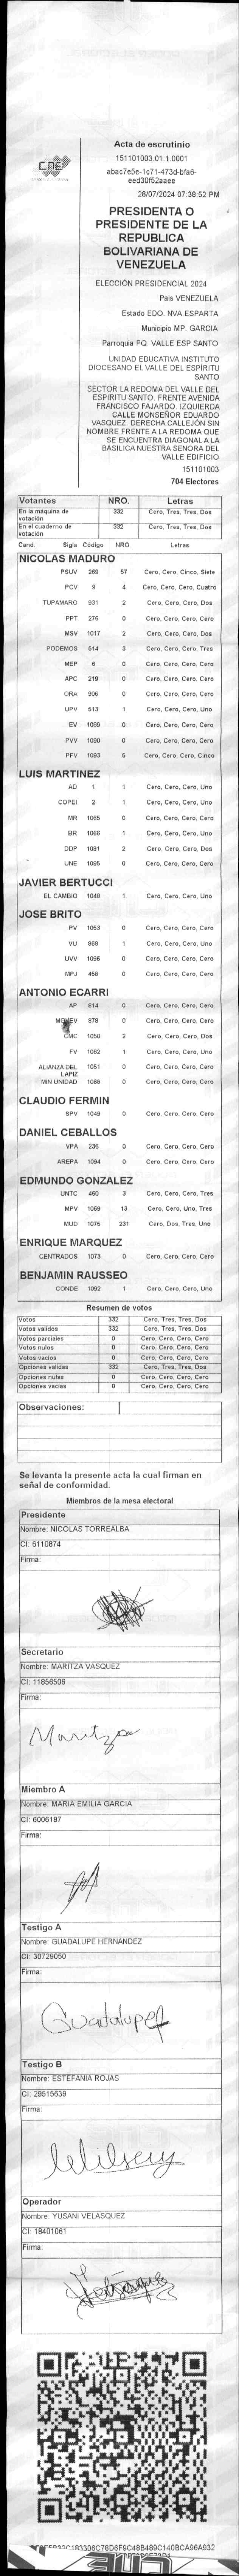 CNE
Acta de escrutinio
151101003.01.1.0001
abac7e5e-1c71-473d-bfa6-
eed30f52aaee
28/07/2024 07:38:52 PM
PRESIDENTA O
PRESIDENTE DE LA
REPUBLICA
BOLIVARIANA DE
VENEZUELA
ELECCIÓN PRESIDENCIAL 2024
Pais VENEZUELA
Estado EDO. NVA.ESPARTA
Municipio MP. GARCIA
Parroquia PQ. VALLE ESP SANTO
UNIDAD EDUCATIVA INSTITUTO
DIOCESANO EL VALLE DEL ESPÍRITU
SANTO
SECTOR LA REDOMA DEL VALLE DEL
ESPIRITU SANTO. FRENTE AVENIDA
FRANCISCO FAJARDO. IZQUIERDA
CALLE MONSEÑOR EDUARDO
VASQUEZ. DERECHA CALLEJÓN SIN
NOMBRE FRENTE A LA REDOMA QUE
SE ENCUENTRA DIAGONAL A LA
BASÍLICA NUESTRA SEÑORA DEL
VALLE EDIFICIO
151101003
704 Electores
Votantes NRO. Letras
En la máquina de votación 332 Cero, Tres, Tres, Dos
En el cuaderno de votación 332 Cero, Tres, Tres, Dos
Cand. Sigla Código NRO. Letras
NICOLAS MADURO
PSUV 269 57 Cero, Cero, Cinco, Siete
PCV 9 4 Cero, Cero, Cero, Cuatro
TUPAMARO 931 2 Cero, Cero, Cero, Dos
PPT 276 0 Cero, Cero, Cero, Cero
MSV 1017 2 Cero, Cero, Cero, Dos
PODEMOS 514 3 Cero, Cero, Cero, Tres
MEP 6 0 Cero, Cero, Cero, Cero
APC 219 0 Cero, Cero, Cero, Cero
ORA 906 0 Cero, Cero, Cero, Cero
UPV 513 1 Cero, Cero, Cero, Uno
EV 1089 0 Cero, Cero, Cero, Cero
PVV 1090 0 Cero, Cero, Cero, Cero
PFV 1093 5 Cero, Cero, Cero, Cinco
LUIS MARTINEZ
AD 1 1 Cero, Cero, Cero, Uno
COPEI 2 1 Cero, Cero, Cero, Uno
MR 1065 0 Cero, Cero, Cero, Cero
BR 1066 1 Cero, Cero, Cero, Uno
DDP 1091 2 Cero, Cero, Cero, Dos
UNE 1095 0 Cero, Cero, Cero, Cero
JAVIER BERTUCCI
EL CAMBIO 1048 1 Cero, Cero, Cero, Uno
JOSE BRITO
PV 1053 0 Cero, Cero, Cero, Cero
VU 968 1 Cero, Cero, Cero, Uno
UVV 1096 0 Cero, Cero, Cero, Cero
MPJ 458 0 Cero, Cero, Cero, Cero
ANTONIO ECARRI
AP 814 0 Cero, Cero, Cero, Cero
MOVEV 878 0 Cero, Cero, Cero, Cero
CMC 1050 2 Cero, Cero, Cero, Dos
FV 1062 1 Cero, Cero, Cero, Uno
ALIANZA DEL LAPIZ 1051 0 Cero, Cero, Cero, Cero
MIN UNIDAD 1068 0 Cero, Cero, Cero, Cero
CLAUDIO FERMIN
SPV 1049 0 Cero, Cero, Cero, Cero
DANIEL CEBALLOS
VPA 236 0 Cero, Cero, Cero, Cero
AREPA 1094 0 Cero, Cero, Cero, Cero
EDMUNDO GONZALEZ
UNTC 460 3 Cero, Cero, Cero, Tres
MPV 1069 13 Cero, Cero, Uno, Tres
MUD 1075 231 Cero, Dos, Tres, Uno
ENRIQUE MARQUEZ
CENTRADOS 1073 0 Cero, Cero, Cero, Cero
BENJAMIN RAUSSEO
CONDE 1092 1 Cero, Cero, Cero, Uno
Resumen de votos
Votos 332 Cero, Tres, Tres, Dos
Votos validos 332 Cero, Tres, Tres, Dos
Votos parciales 0 Cero, Cero, Cero, Cero
Votos nulos 0 Cero, Cero, Cero, Cero
Votos vacios 0 Cero, Cero, Cero, Cero
Opciones validas 332 Cero, Tres, Tres, Dos
Opciones nulas 0 Cero, Cero, Cero, Cero
Opciones vacias 0 Cero, Cero, Cero, Cero
Observaciones:
Se levanta la presente acta la cual firman en
señal de conformidad.
Miembros de la mesa electoral
Presidente
Nombre: NICOLAS TORREALBA
CI: 6110874
Firma:
Secretario
Nombre: MARITZA VASQUEZ
CI: 11856506
Firma:
Maritza
Miembro A
Nombre: MARIA EMILIA GARCIA
CI: 6006187
Firma:
Testigo A
Nombre: GUADALUPE HERNANDEZ
CI: 30729050
Firma:
Guadalupe H
Testigo B
Nombre: ESTEFANIA ROJAS
CI: 28515639
Firma:
Operador
Nombre: YUSANI VELASQUEZ
CI: 18401061
Firma:
CNE